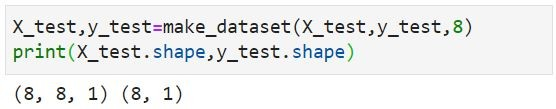 X_test,y_test=make_dataset(X_test,y_test,8)
print(X_test.shape,y_test.shape)
(8, 8, 1) (8, 1)